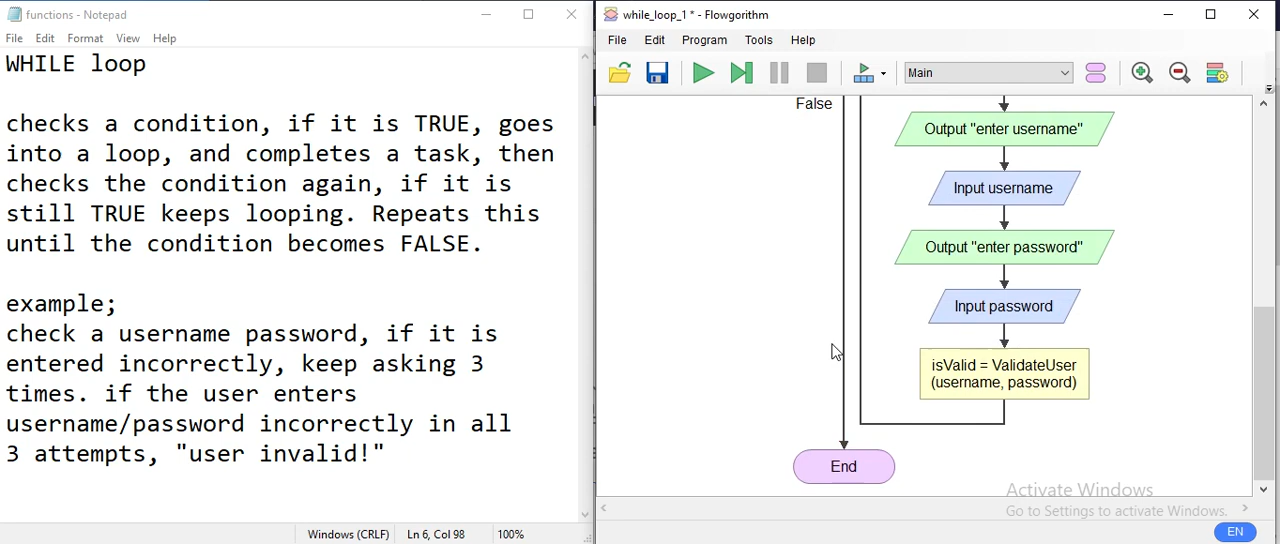 functions - Notepad
File Edit Format View Help
WHILE loop
checks a condition, if it is TRUE, goes
into a loop, and completes a task, then
checks the condition again, if it is
still TRUE keeps looping. Repeats this
until the condition becomes FALSE.
example;
check a username password, if it is
entered incorrectly, keep asking 3
times. if the user enters
username/password incorrectly in all
3 attempts, "user invalid!"
Windows (CRLF) Ln 6, Col 98 100%
while_loop_1 * - Flowgorithm
File Edit Program Tools Help
Main
False
Output "enter username"
Input username
Output "enter password"
Input password
isValid = ValidateUser
(username, password)
End
Activate Windows
Go to Settings to activate Windows.
EN